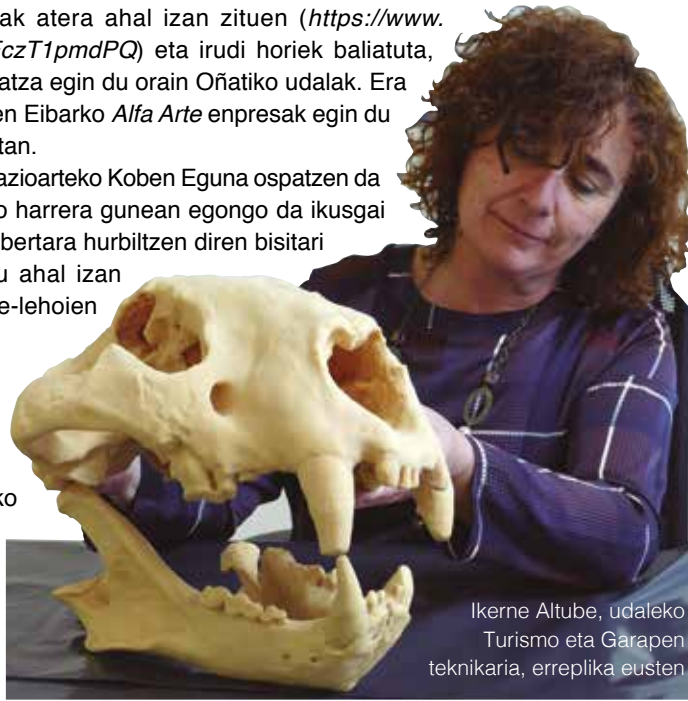 ak atera ahal izan zituen (https://www.
czT1pmdPQ) eta irudi horiek baliatuta,
atza egin du orain Oñatiko udalak. Era
en Eibarko Alfa Arte enpresak egin du
tan.
azioarteko Koben Eguna ospatzen da
o harrera gunean egongo da ikusgai
bertara hurbiltzen diren bisitari
u ahal izan
e-lehoien
ko
Ikerne Altube, udaleko
Turismo eta Garapen
teknikaria, erreplika eusten